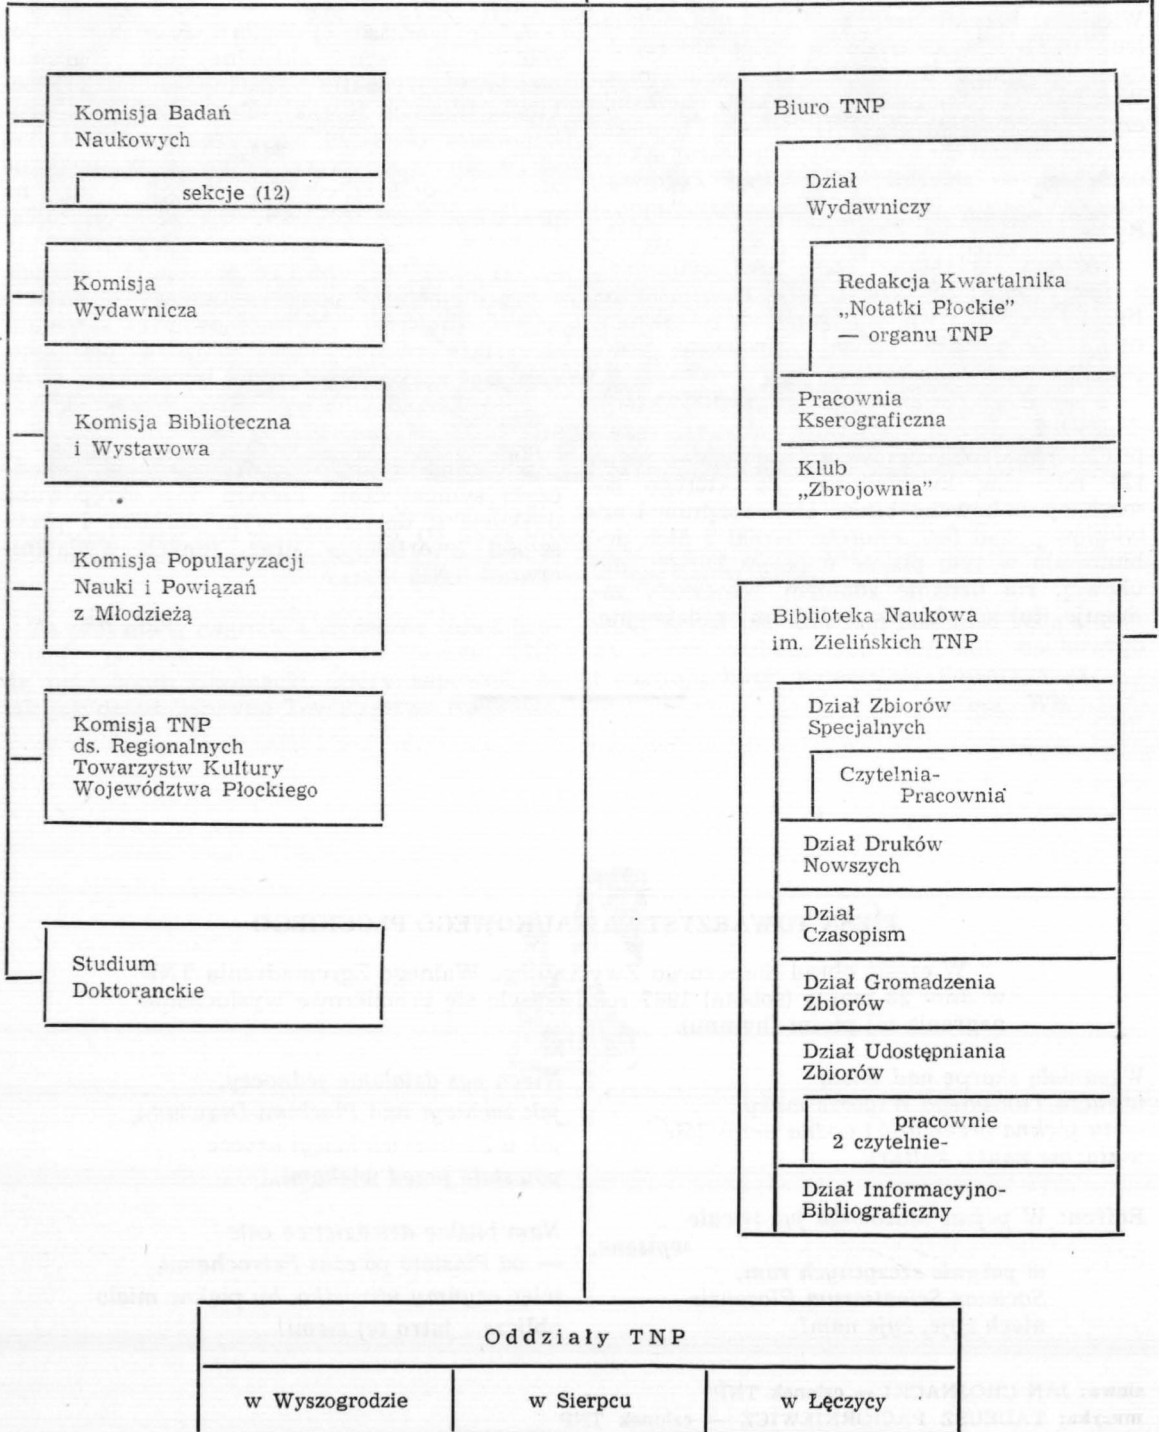 Komisja Badań
Naukowych
sekcje (12)
Komisja
Wydawnicza
Komisja Biblioteczna
i Wystawowa
Komisja Popularyzacji
Nauki i Powiązań
z Młodzieżą
Komisja TNP
ds. Regionalnych
Towarzystw Kultury
Województwa Płockiego
Studium
Doktoranckie
Biuro TNP
Dział
Wydawniczy
Redakcja Kwartalnika
„Notatki Płockie”
— organu TNP
Pracownia
Kserograficzna
Klub
„Zbrojownia”
Biblioteka Naukowa
im. Zielińskich TNP
Dział Zbiorów
Specjalnych
Czytelnia-
Pracownia
Dział Druków
Nowszych
Dział
Czasopism
Dział Gromadzenia
Zbiorów
Dział Udostępniania
Zbiorów
pracownie
2 czytelnie-
Dział Informacyjno-
Bibliograficzny
Oddziały TNP
w Wyszogrodzie
w Sierpcu
w Łęczycy